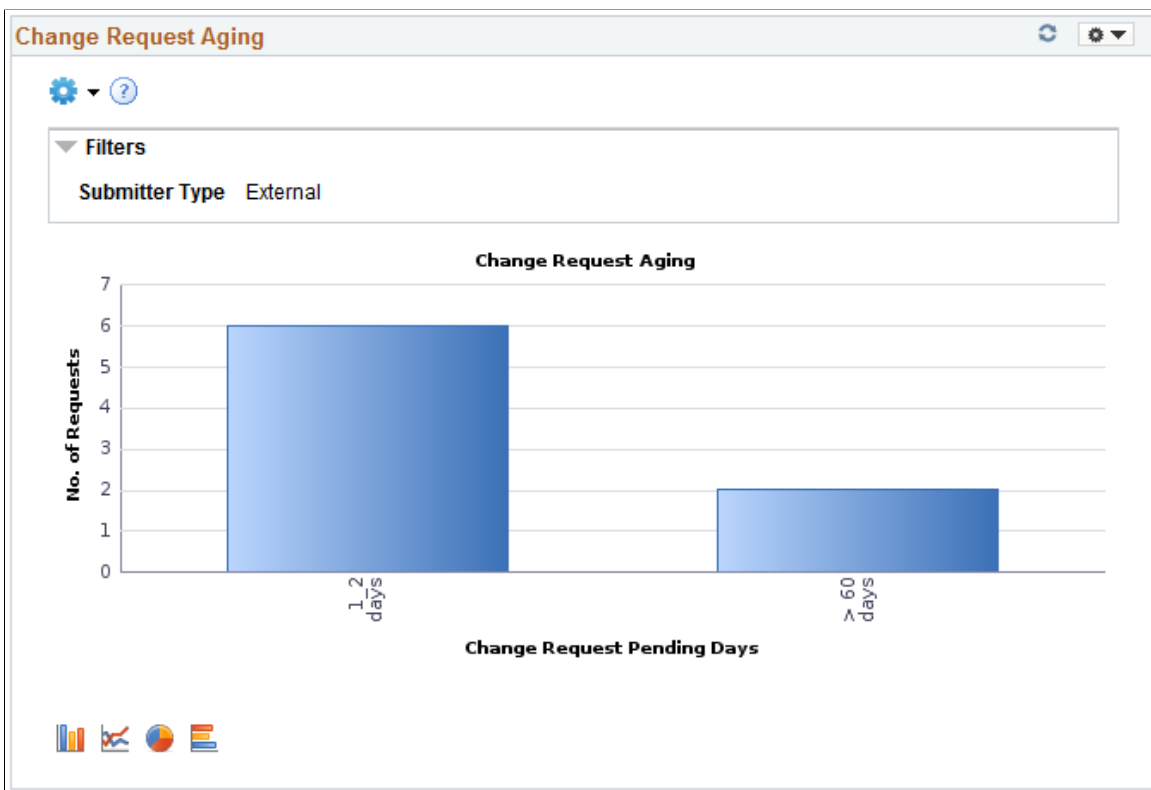 Change Request Aging
?
Filters
Submitter Type External
Change Request Aging
7
6
5
4
3
2
1
0
No. of Requests
1_2
days
> 60
days
Change Request Pending Days